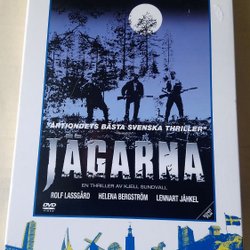 "ÅRTIONDETS BÄSTA SVENSKA THRILLER"
JÄGARNA
EN THRILLER AV KJELL SUNDVALL
ROLF LASSGÅRD HELENA BERGSTRÖM LENNART JÄHKEL
DVD